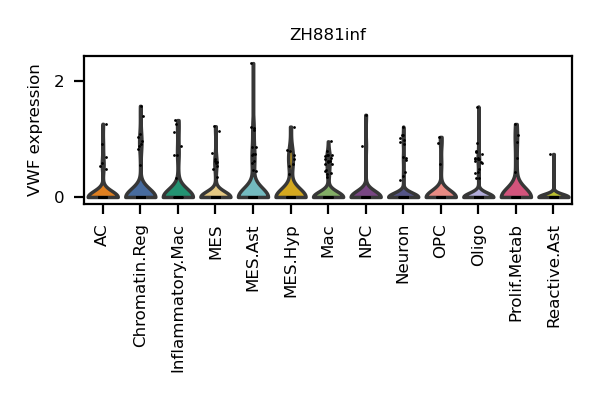 ZH881inf
VWF expression
2
0
AC
Chromatin.Reg
Inflammatory.Mac
MES
MES.Ast
MES.Hyp
Mac
NPC
Neuron
OPC
Oligo
Prolif.Metab
Reactive.Ast